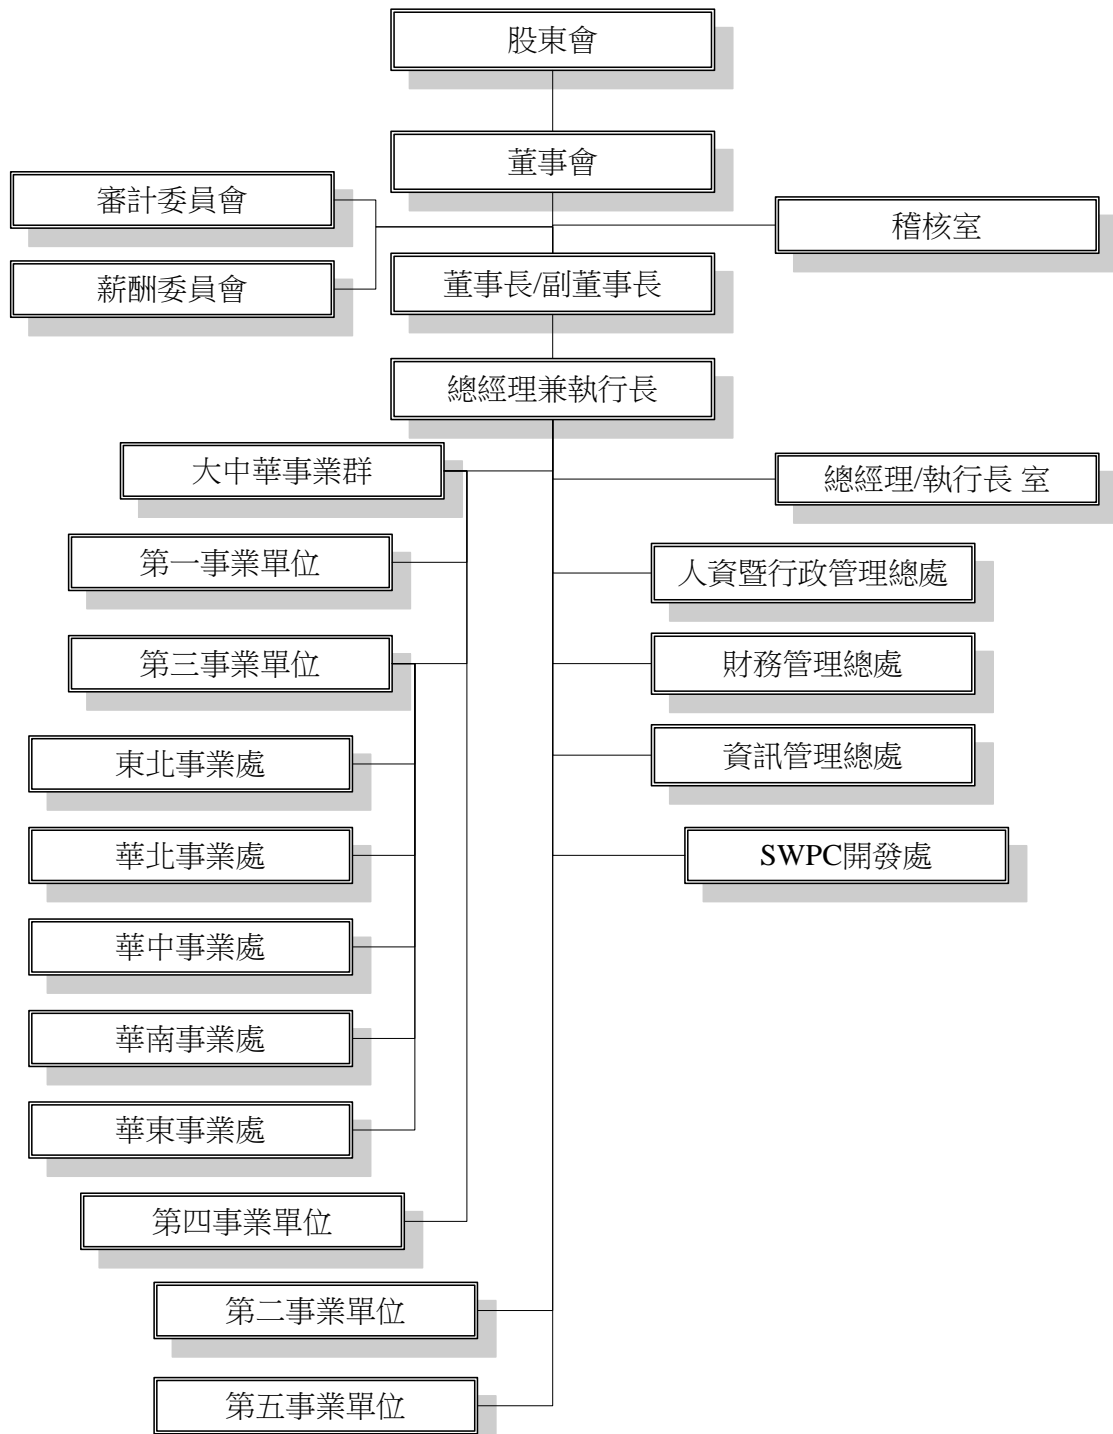 股東會
董事會
審計委員會
稽核室
薪酬委員會
董事長/副董事長
總經理兼執行長
大中華事業群
總經理/執行長 室
第一事業單位
人資暨行政管理總處
第三事業單位
財務管理總處
東北事業處
資訊管理總處
華北事業處
SWPC開發處
華中事業處
華南事業處
華東事業處
第四事業單位
第二事業單位
第五事業單位